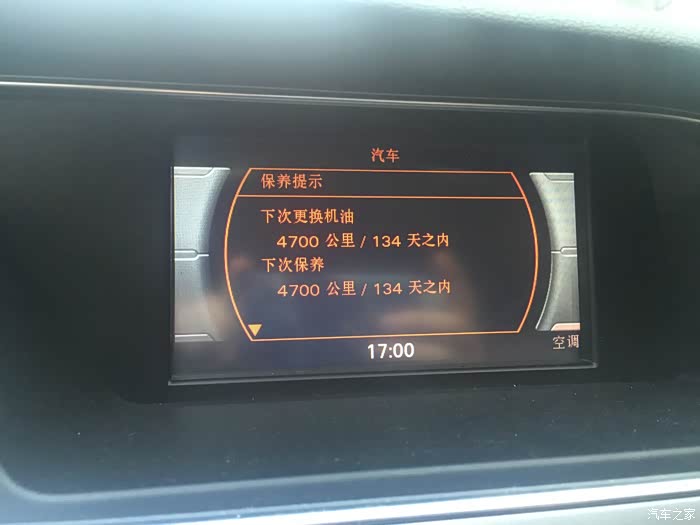 汽车
保养提示
下次更换机油
4700 公里 / 134 天之内
下次保养
4700 公里 / 134 天之内
17:00
空调
汽车之家